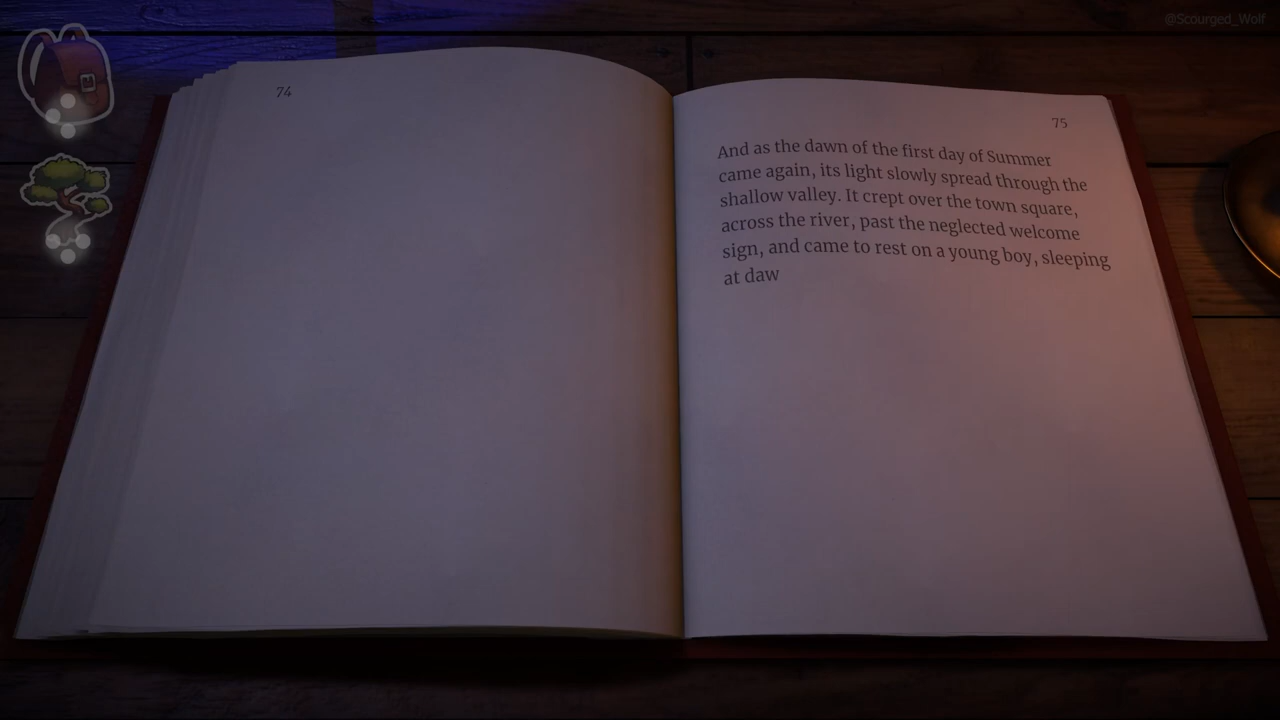 @Scourged_Wolf
74
75
And as the dawn of the first day of Summer
came again, its light slowly spread through the
shallow valley. It crept over the town square,
across the river, past the neglected welcome
sign, and came to rest on a young boy, sleeping
at daw